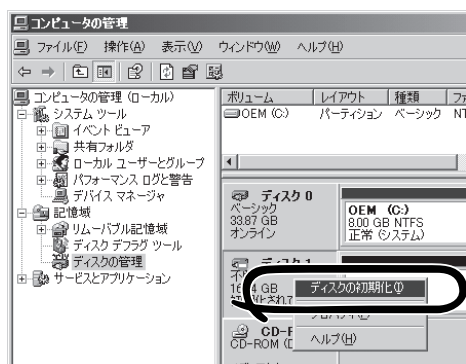 コンピュータの管理
ファイル(F) 操作(A) 表示(V) ウィンドウ(W) ヘルプ(H)
コンピュータの管理 (ローカル)
システム ツール
イベント ビューア
共有フォルダ
ローカル ユーザーとグループ
パフォーマンス ログと警告
デバイス マネージャ
記憶域
リムーバブル記憶域
ディスク デフラグ ツール
ディスクの管理
サービスとアプリケーション
ボリューム レイアウト 種類
OEM (C:) パーティション ベーシック
ディスク 0
ベーシック
33.87 GB
オンライン
OEM (C:)
8.00 GB NTFS
正常 (システム)
ディスク 1
GB
ディスクの初期化(I)
ヘルプ(H)
CD-ROM